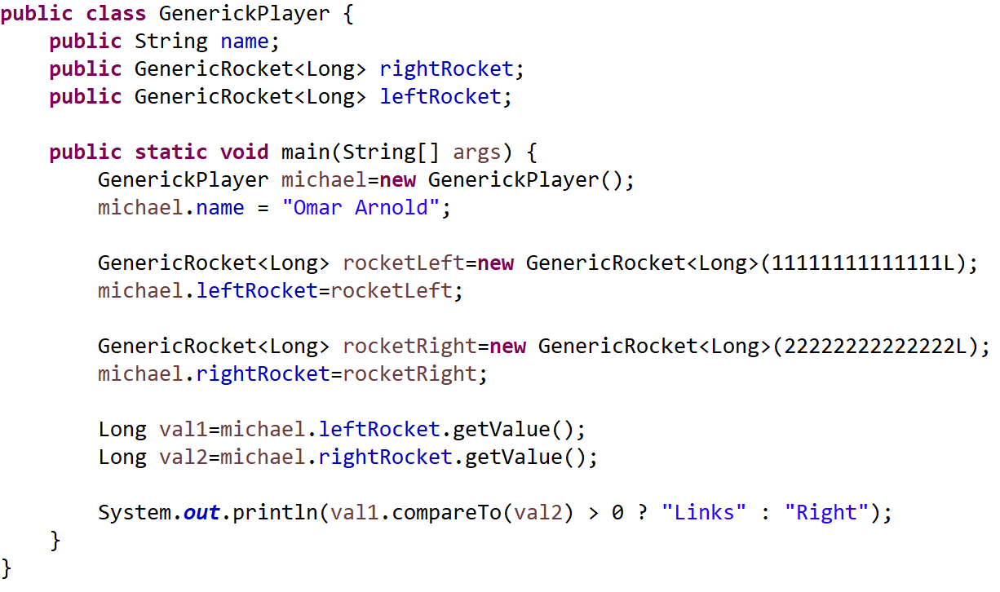 public class GenerickPlayer {
    public String name;
    public GenericRocket<Long> rightRocket;
    public GenericRocket<Long> leftRocket;

    public static void main(String[] args) {
        GenerickPlayer michael=new GenerickPlayer();
        michael.name = "Omar Arnold";

        GenericRocket<Long> rocketLeft=new GenericRocket<Long>(11111111111111L);
        michael.leftRocket=rocketLeft;

        GenericRocket<Long> rocketRight=new GenericRocket<Long>(22222222222222L);
        michael.rightRocket=rocketRight;

        Long val1=michael.leftRocket.getValue();
        Long val2=michael.rightRocket.getValue();

        System.out.println(val1.compareTo(val2) > 0 ? "Links" : "Right");
    }
}